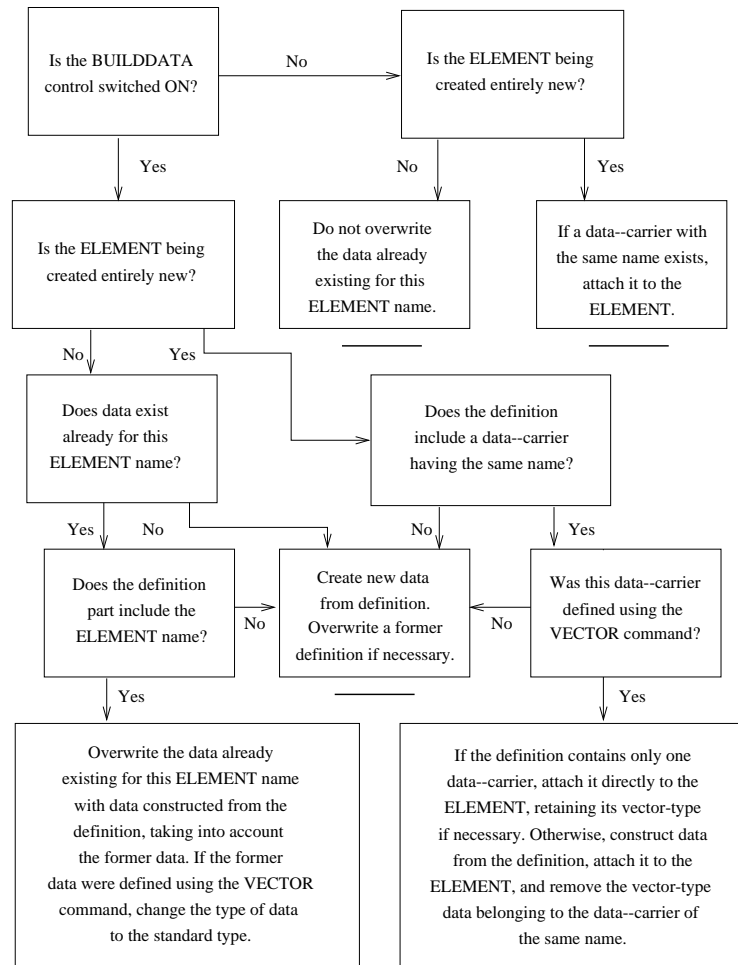 Is the BUILDDATA
control switched ON?
No
Is the ELEMENT being
created entirely new?
Yes
No
Yes
Is the ELEMENT being
created entirely new?
Do not overwrite
the data already
existing for this
ELEMENT name.
If a data--carrier with
the same name exists,
attach it to the
ELEMENT.
No
Yes
Does data exist
already for this
ELEMENT name?
Does the definition
include a data--carrier
having the same name?
Yes
No
No
Yes
Does the definition
part include the
ELEMENT name?
No
Create new data
from definition.
Overwrite a former
definition if necessary.
No
Was this data--carrier
defined using the
VECTOR command?
Yes
Yes
Overwrite the data already
existing for this ELEMENT name
with data constructed from the
definition, taking into account
the former data. If the former
data were defined using the VECTOR
command, change the type of data
to the standard type.
If the definition contains only one
data--carrier, attach it directly to the
ELEMENT, retaining its vector-type
if necessary. Otherwise, construct data
from the definition, attach it to the
ELEMENT, and remove the vector-type
data belonging to the data--carrier of
the same name.